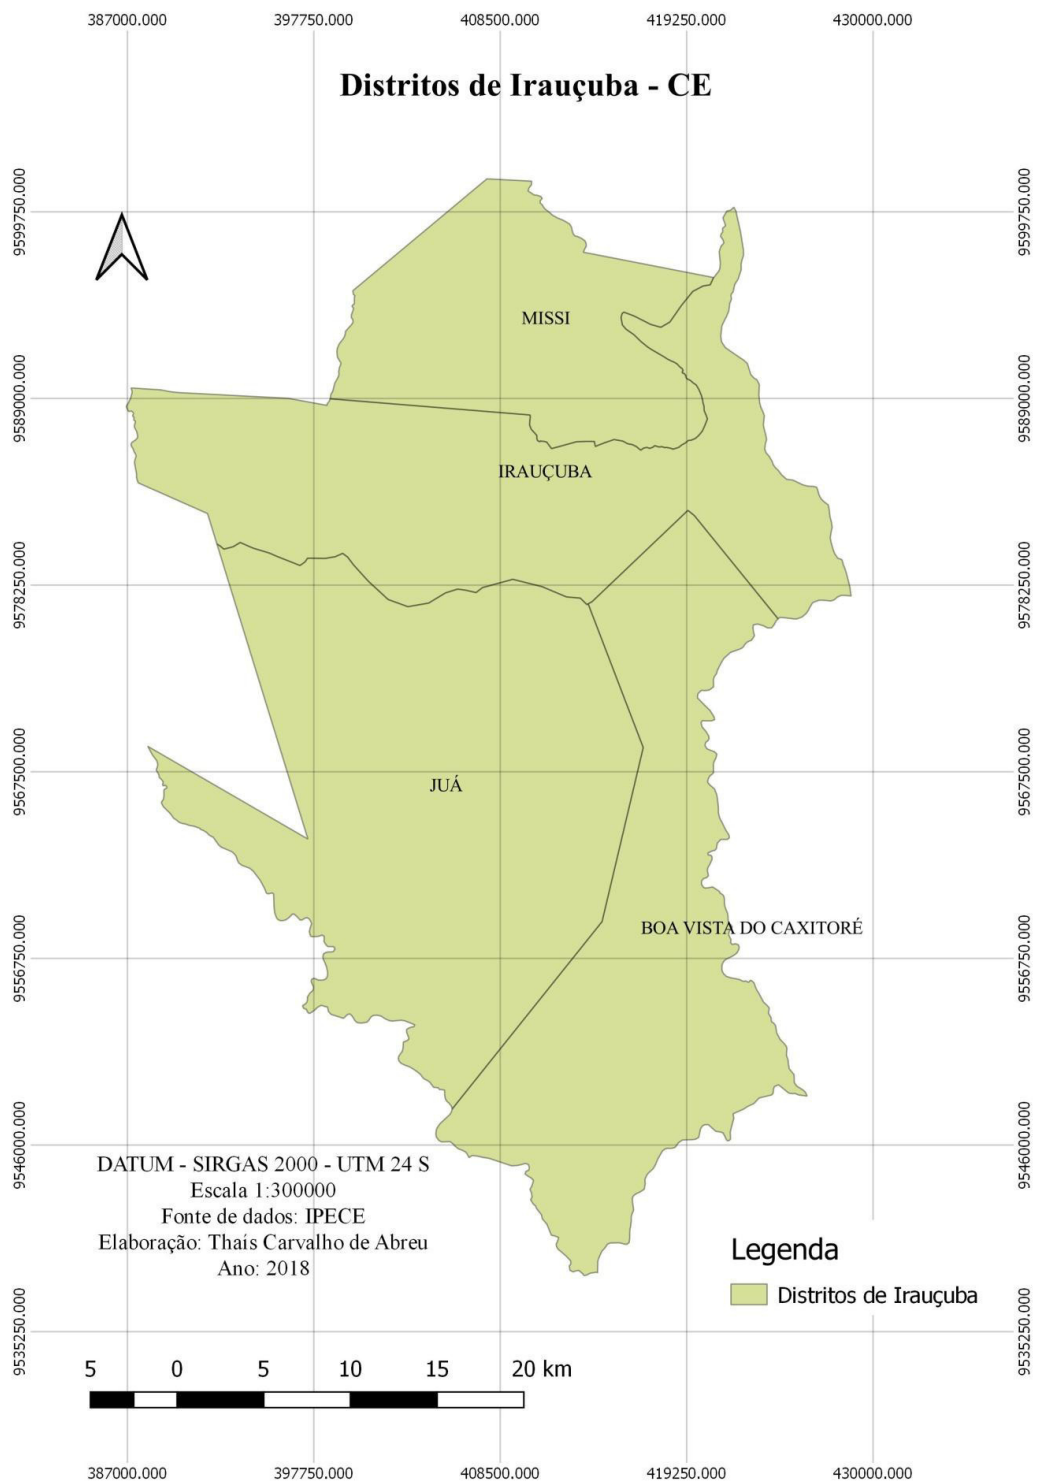 387000.000 397750.000 408500.000 419250.000 430000.000
Distritos de Irauçuba - CE
9599750.000 9599750.000
MISSI
9589000.000 9589000.000
IRAUÇUBA
9578250.000 9578250.000
9567500.000 9567500.000
JUÁ
BOA VISTA DO CAXITORÉ
9556750.000 9556750.000
9546000.000 9546000.000
DATUM - SIRGAS 2000 - UTM 24 S
Escala 1:300000
Fonte de dados: IPECE
Elaboração: Thaís Carvalho de Abreu
Ano: 2018
Legenda
Distritos de Irauçuba
9535250.000 9535250.000
5 0 5 10 15 20 km
387000.000 397750.000 408500.000 419250.000 430000.000